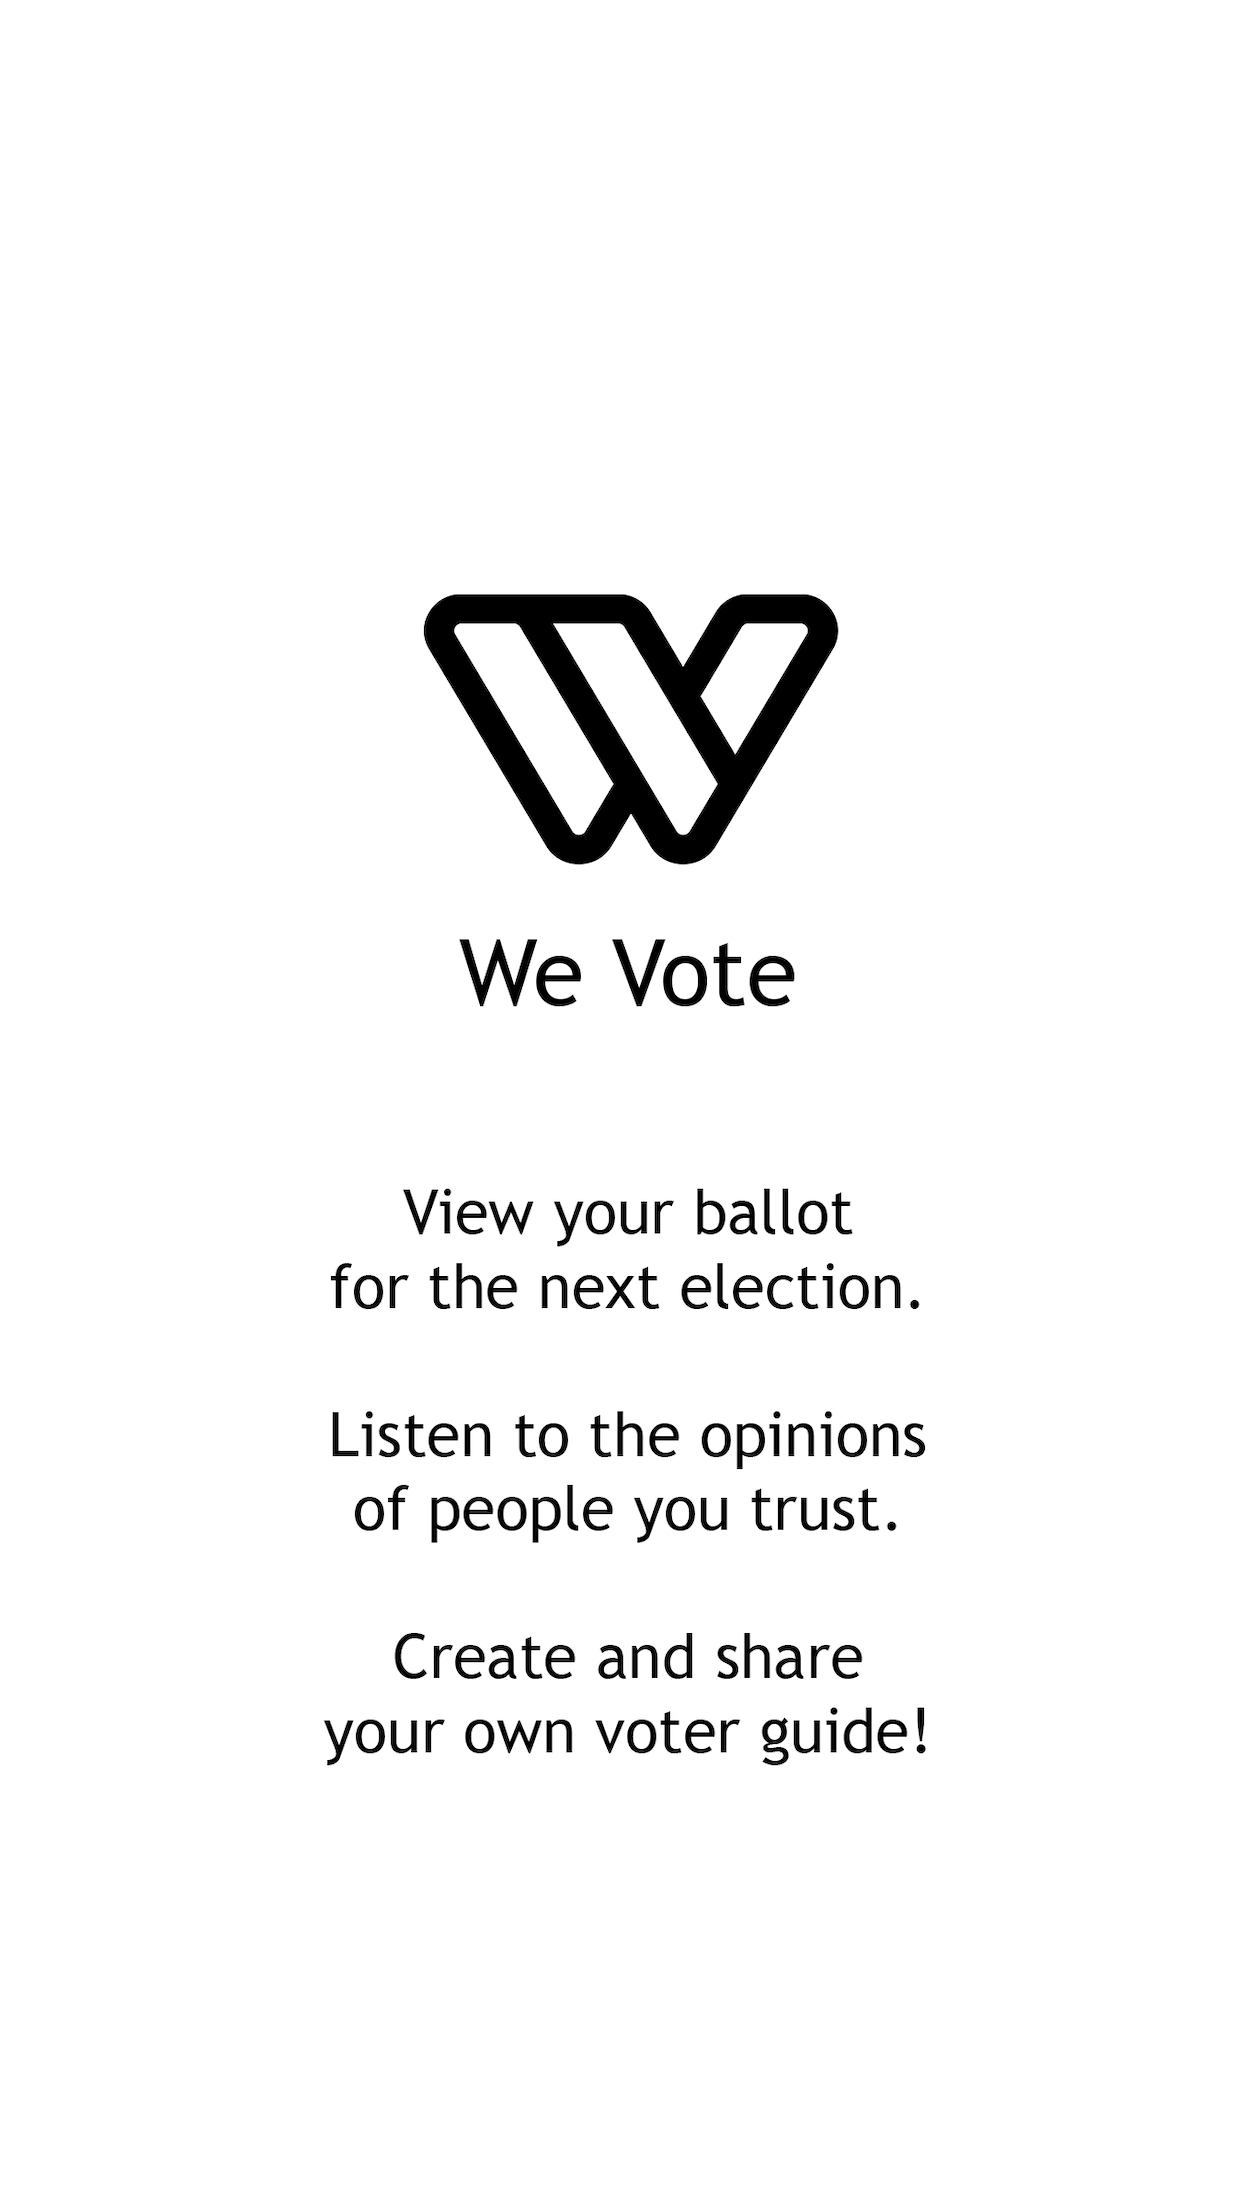 We Vote
View your ballot
for the next election.
Listen to the opinions
of people you trust.
Create and share
your own voter guide!